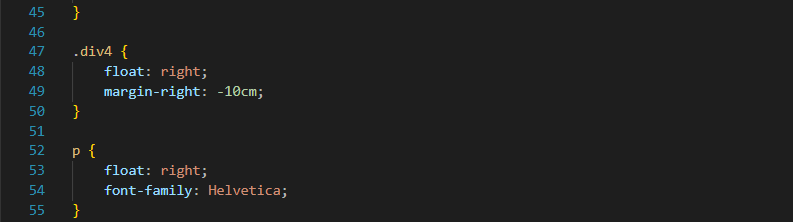 45 }
46
47 .div4 {
48 float: right;
49 margin-right: -10cm;
50 }
51
52 p {
53 float: right;
54 font-family: Helvetica;
55 }